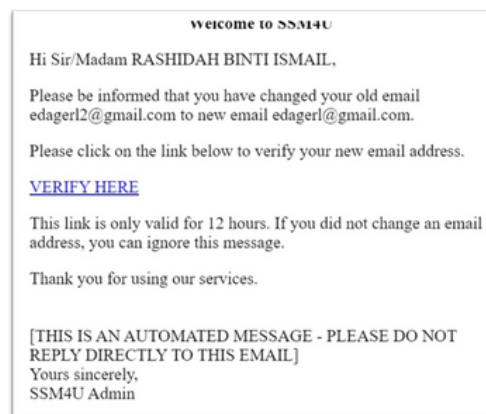 Welcome to SSM4U
Hi Sir/Madam RASHIDAH BINTI ISMAIL,
Please be informed that you have changed your old email
edagerl2@gmail.com to new email edagerl@gmail.com.
Please click on the link below to verify your new email address.
VERIFY HERE
This link is only valid for 12 hours. If you did not change an email
address, you can ignore this message.
Thank you for using our services.
[THIS IS AN AUTOMATED MESSAGE - PLEASE DO NOT
REPLY DIRECTLY TO THIS EMAIL]
Yours sincerely,
SSM4U Admin